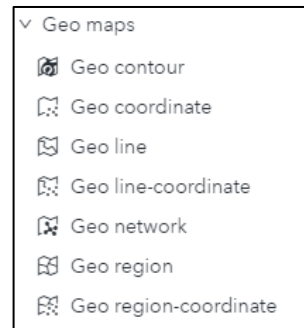 Geo maps
Geo contour
Geo coordinate
Geo line
Geo line-coordinate
Geo network
Geo region
Geo region-coordinate